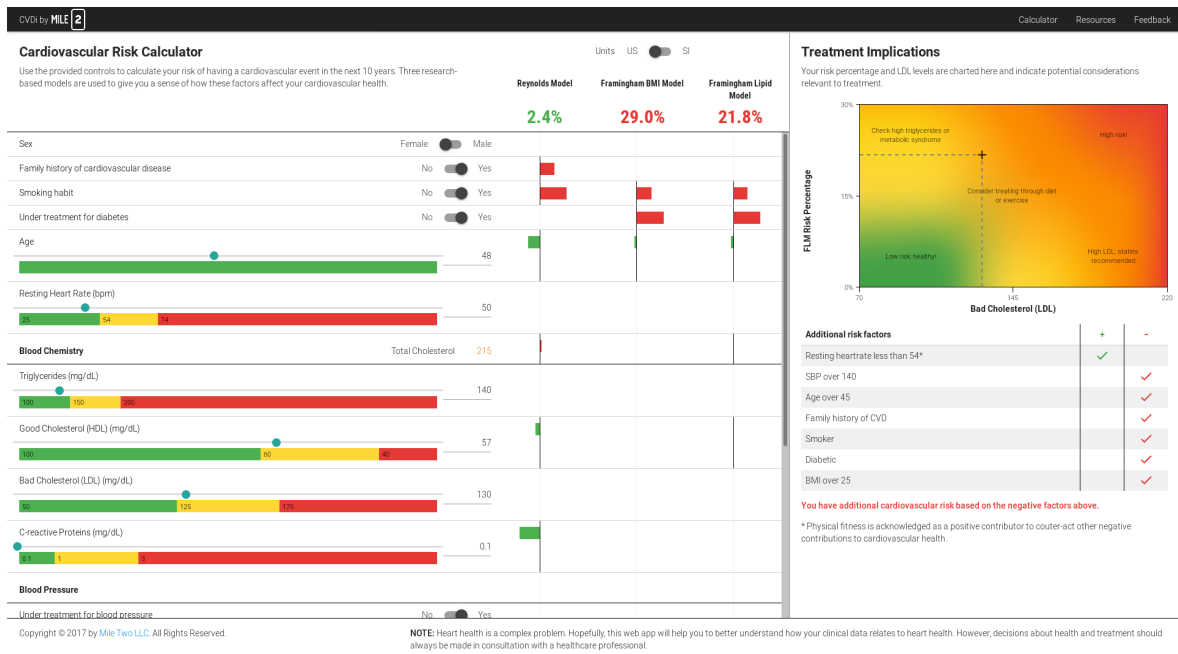 CVDi by MILE 2
Calculator Resources Feedback
Cardiovascular Risk Calculator
Use the provided controls to calculate your risk of having a cardiovascular event in the next 10 years. Three research-
based models are used to give you a sense of how these factors affect your cardiovascular health.
Units US SI
Reynolds Model Framingham BMI Model Framingham Lipid
Model
2.4% 29.0% 21.8%
Sex Female Male
Family history of cardiovascular disease No Yes
Smoking habit No Yes
Under treatment for diabetes No Yes
Age
48
Resting Heart Rate (bpm)
50
25 54 74
Blood Chemistry Total Cholesterol 215
Triglycerides (mg/dL)
140
100 150 200
Good Cholesterol (HDL) (mg/dL)
57
100 60 40
Bad Cholesterol (LDL) (mg/dL)
130
50 125 175
C-reactive Proteins (mg/dL)
0.1
0.1 1 3
Blood Pressure
Under treatment for blood pressure No Yes
Treatment Implications
Your risk percentage and LDL levels are charted here and indicate potential considerations
relevant to treatment.
30%
15%
0%
FLM Risk Percentage
Check high triglycerides or
metabolic syndrome
High risk!
Consider treating through diet
or exercise
Low risk, healthy!
High LDL, statins
recommended
70 145 220
Bad Cholesterol (LDL)
Additional risk factors + -
Resting heartrate less than 54*
SBP over 140
Age over 45
Family history of CVD
Smoker
Diabetic
BMI over 25
You have additional cardiovascular risk based on the negative factors above.
* Physical fitness is acknowledged as a positive contributor to couter-act other negative
contributions to cardiovascular health.
Copyright © 2017 by Mile Two LLC. All Rights Reserved.
NOTE: Heart health is a complex problem. Hopefully, this web app will help you to better understand how your clinical data relates to heart health. However, decisions about health and treatment should
always be made in consultation with a healthcare professional.